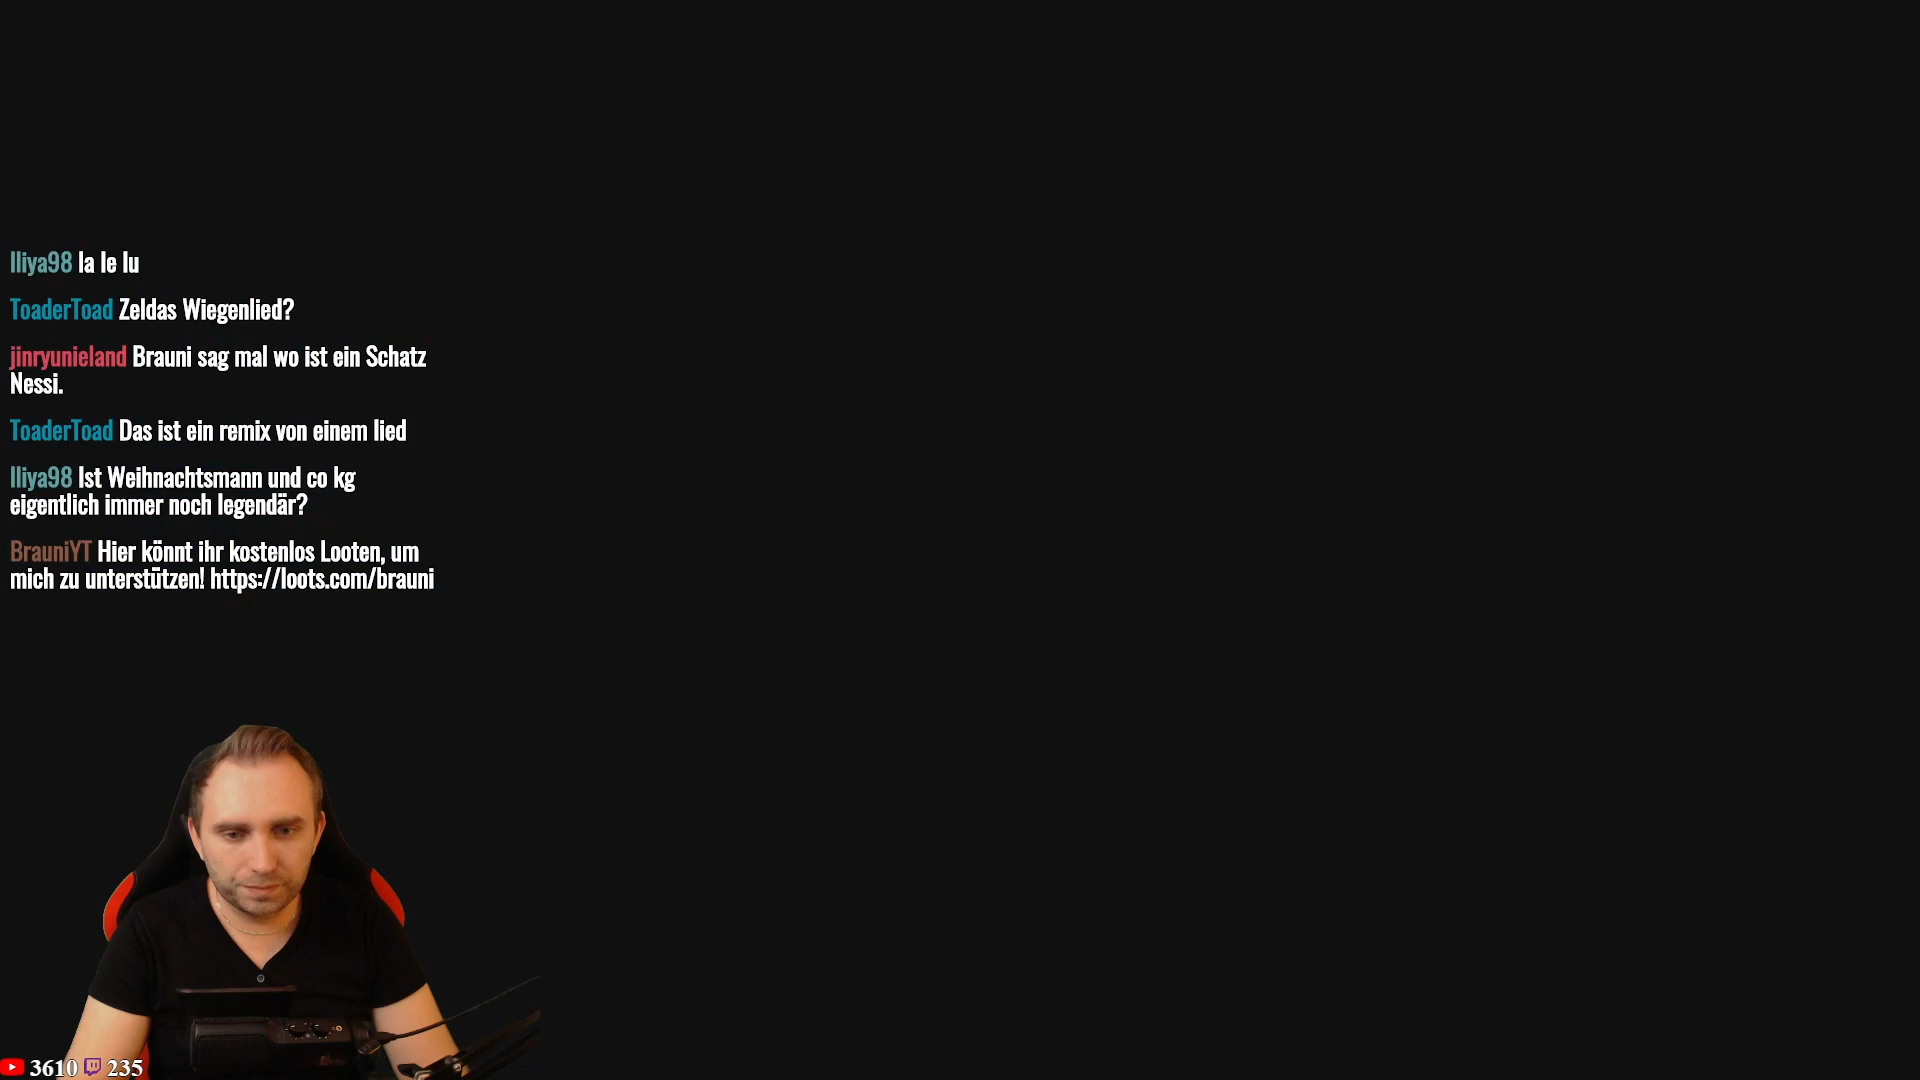 Iliya98 la le lu
ToaderToad Zeldas Wiegenlied?
jinryunieland Brauni sag mal wo ist ein Schatz
Nessi.
ToaderToad Das ist ein remix von einem lied
Iliya98 Ist Weihnachtsmann und co kg
eigentlich immer noch legendär?
BrauniYT Hier könnt ihr kostenlos Looten, um
mich zu unterstützen! https://loots.com/brauni
3610 235